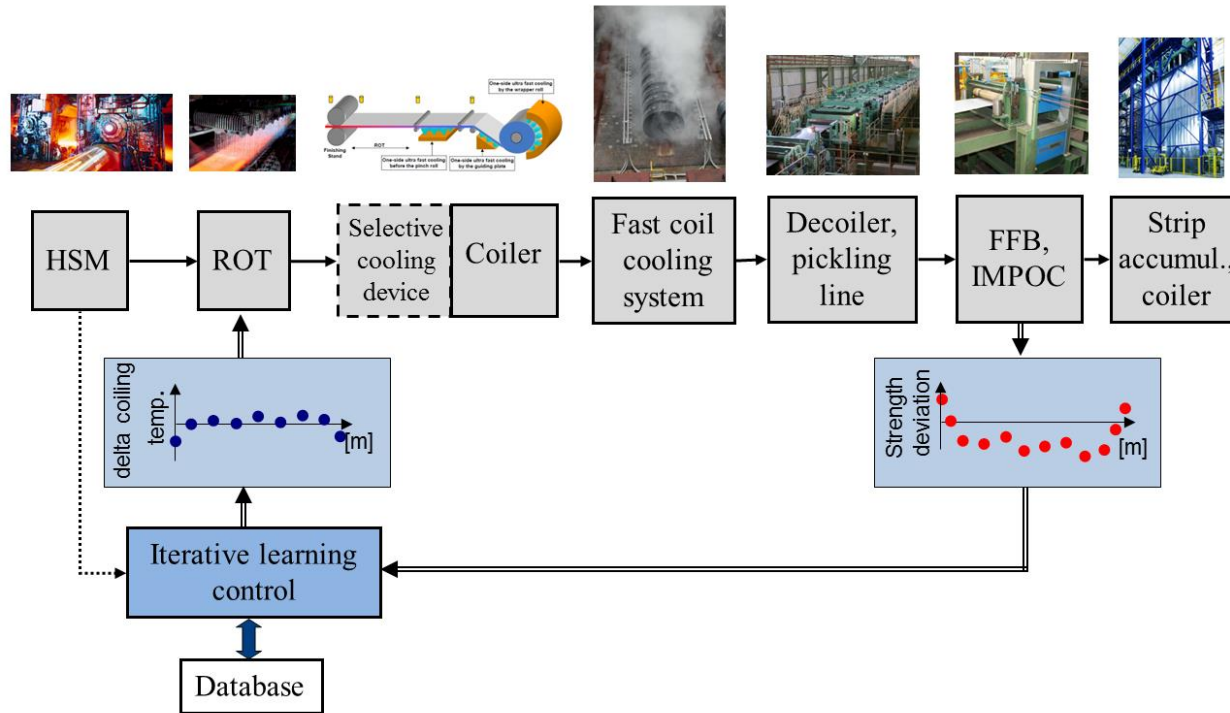 One-side ultra fast cooling
by the wrapper roll
Finishing
Stand
ROT
One-side ultra fast cooling
before the pinch roll
One-side ultra fast cooling
by the guiding plate
HSM
ROT
Selective
cooling
device
Coiler
Fast coil
cooling
system
Decoiler,
pickling
line
FFB,
IMPOC
Strip
accumul.,
coiler
delta coiling
temp.
[m]
Strength
deviation
[m]
Iterative learning
control
Database